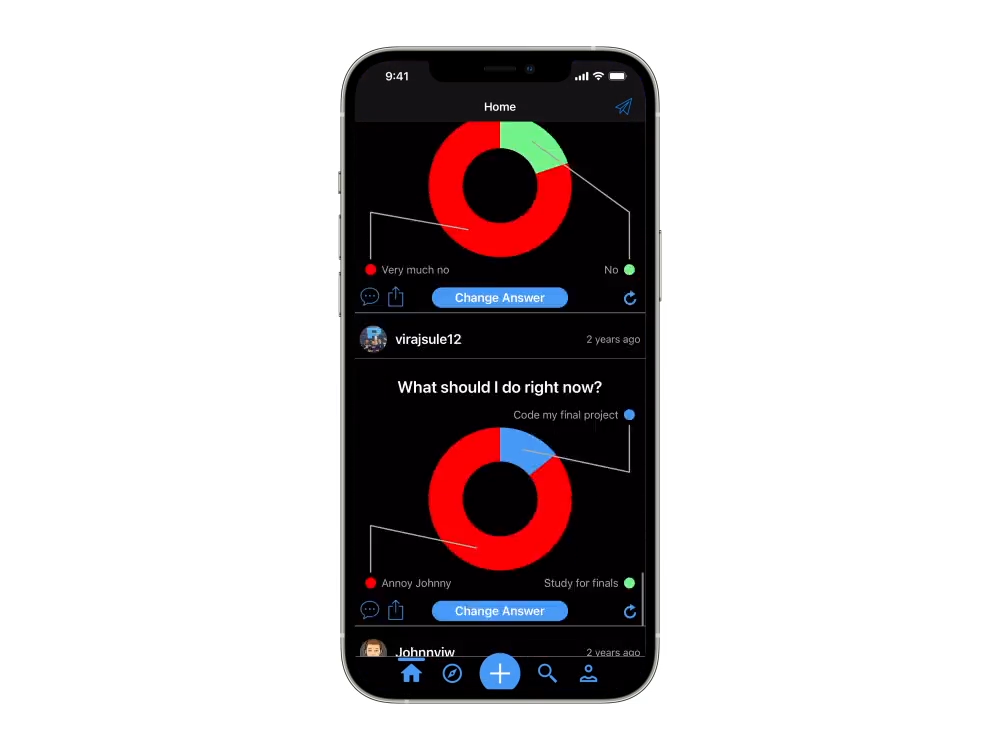 9:41
Home
Very much no
No
Change Answer
virajsule12
2 years ago
What should I do right now?
Code my final project
Annoy Johnny
Study for finals
Change Answer
Johnnyiw
2 years ago